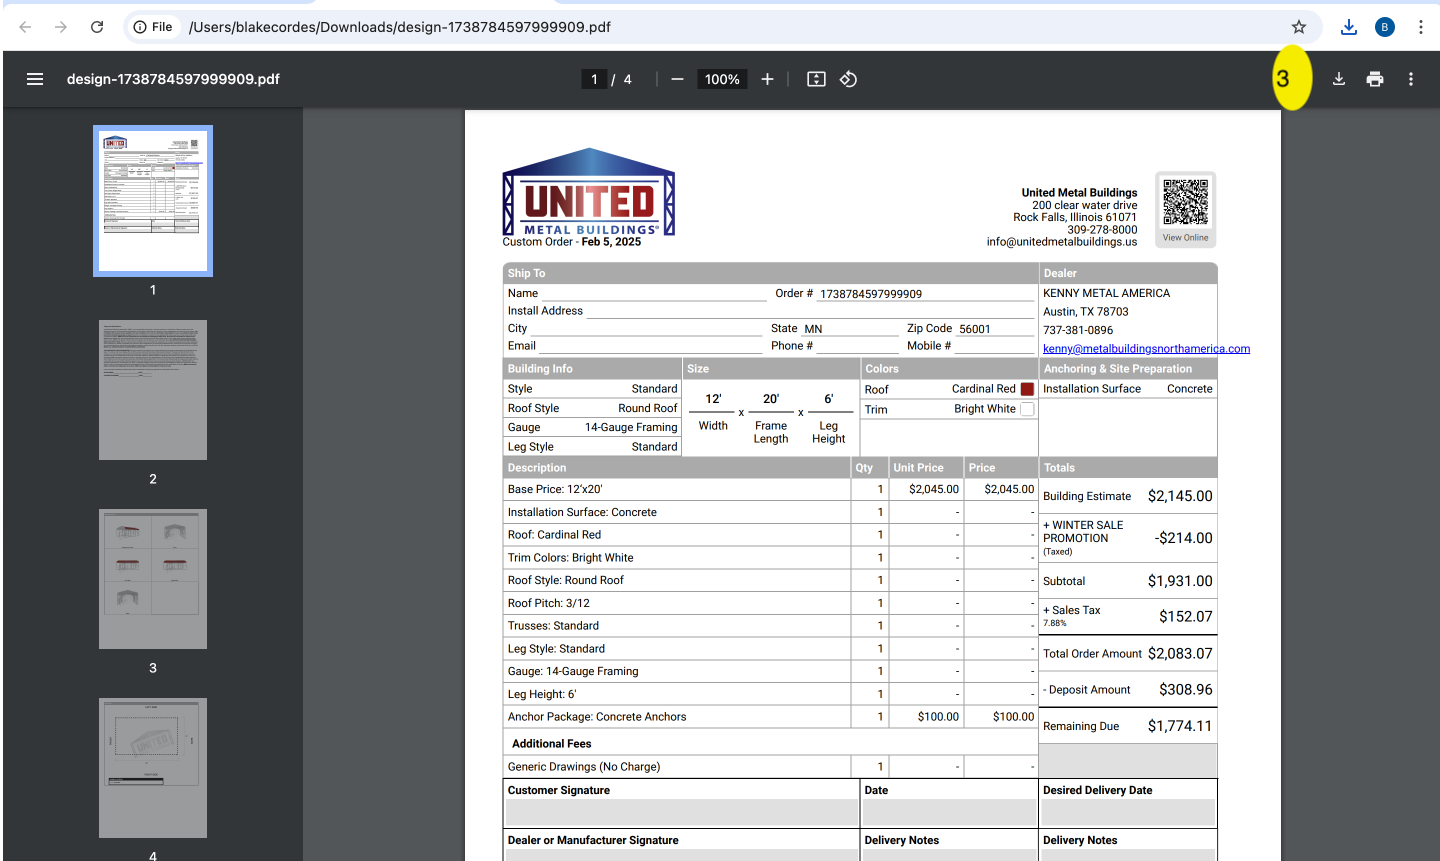 File
/Users/blakecordes/Downloads/design-1738784597999909.pdf
B
design-1738784597999909.pdf
1 / 4
100%
3
1
2
3
4
UNITED
METAL BUILDINGS
Custom Order - Feb 5, 2025
United Metal Buildings
200 clear water drive
Rock Falls, Illinois 61071
309-278-8000
info@unitedmetalbuildings.us
View Online
Ship To
Name
Order # 1738784597999909
Install Address
City
State MN
Zip Code 56001
Email
Phone #
Mobile #
Dealer
KENNY METAL AMERICA
Austin, TX 78703
737-381-0896
kenny@metalbuildingsnorthamerica.com
Building Info
Style Standard
Roof Style Round Roof
Gauge 14-Gauge Framing
Leg Style Standard
Size
12' x 20' x 6'
Width Frame Length Leg Height
Colors
Roof Cardinal Red
Trim Bright White
Anchoring & Site Preparation
Installation Surface Concrete
Description Qty Unit Price Price
Base Price: 12'x20' 1 $2,045.00 $2,045.00
Installation Surface: Concrete 1 - -
Roof: Cardinal Red 1 - -
Trim Colors: Bright White 1 - -
Roof Style: Round Roof 1 - -
Roof Pitch: 3/12 1 - -
Trusses: Standard 1 - -
Leg Style: Standard 1 - -
Gauge: 14-Gauge Framing 1 - -
Leg Height: 6' 1 - -
Anchor Package: Concrete Anchors 1 $100.00 $100.00
Additional Fees
Generic Drawings (No Charge) 1 - -
Totals
Building Estimate $2,145.00
+ WINTER SALE
PROMOTION -$214.00
(Taxed)
Subtotal $1,931.00
+ Sales Tax $152.07
7.88%
Total Order Amount $2,083.07
- Deposit Amount $308.96
Remaining Due $1,774.11
Customer Signature
Date
Desired Delivery Date
Dealer or Manufacturer Signature
Delivery Notes
Delivery Notes